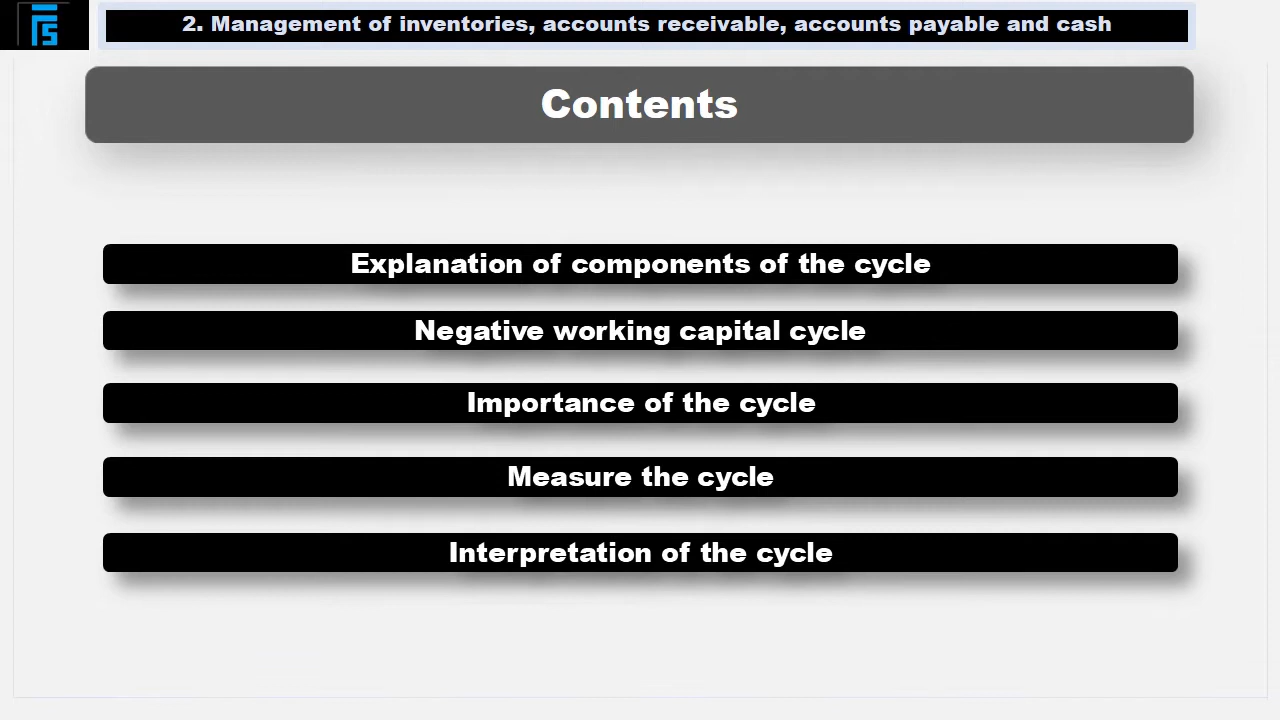 2. Management of inventories, accounts receivable, accounts payable and cash
Contents
Explanation of components of the cycle
Negative working capital cycle
Importance of the cycle
Measure the cycle
Interpretation of the cycle